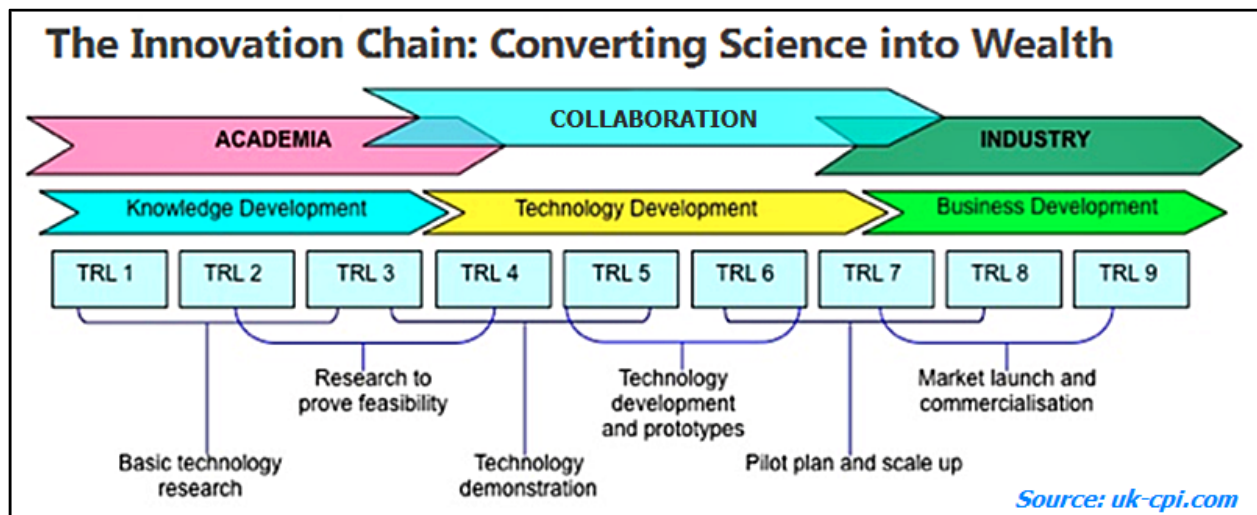 The Innovation Chain: Converting Science into Wealth
COLLABORATION
ACADEMIA
INDUSTRY
Knowledge Development
Technology Development
Business Development
TRL 1
TRL 2
TRL 3
TRL 4
TRL 5
TRL 6
TRL 7
TRL 8
TRL 9
Research to
prove feasibility
Technology
development
and prototypes
Market launch and
commercialisation
Basic technology
research
Technology
demonstration
Pilot plan and scale up
Source: uk-cpi.com